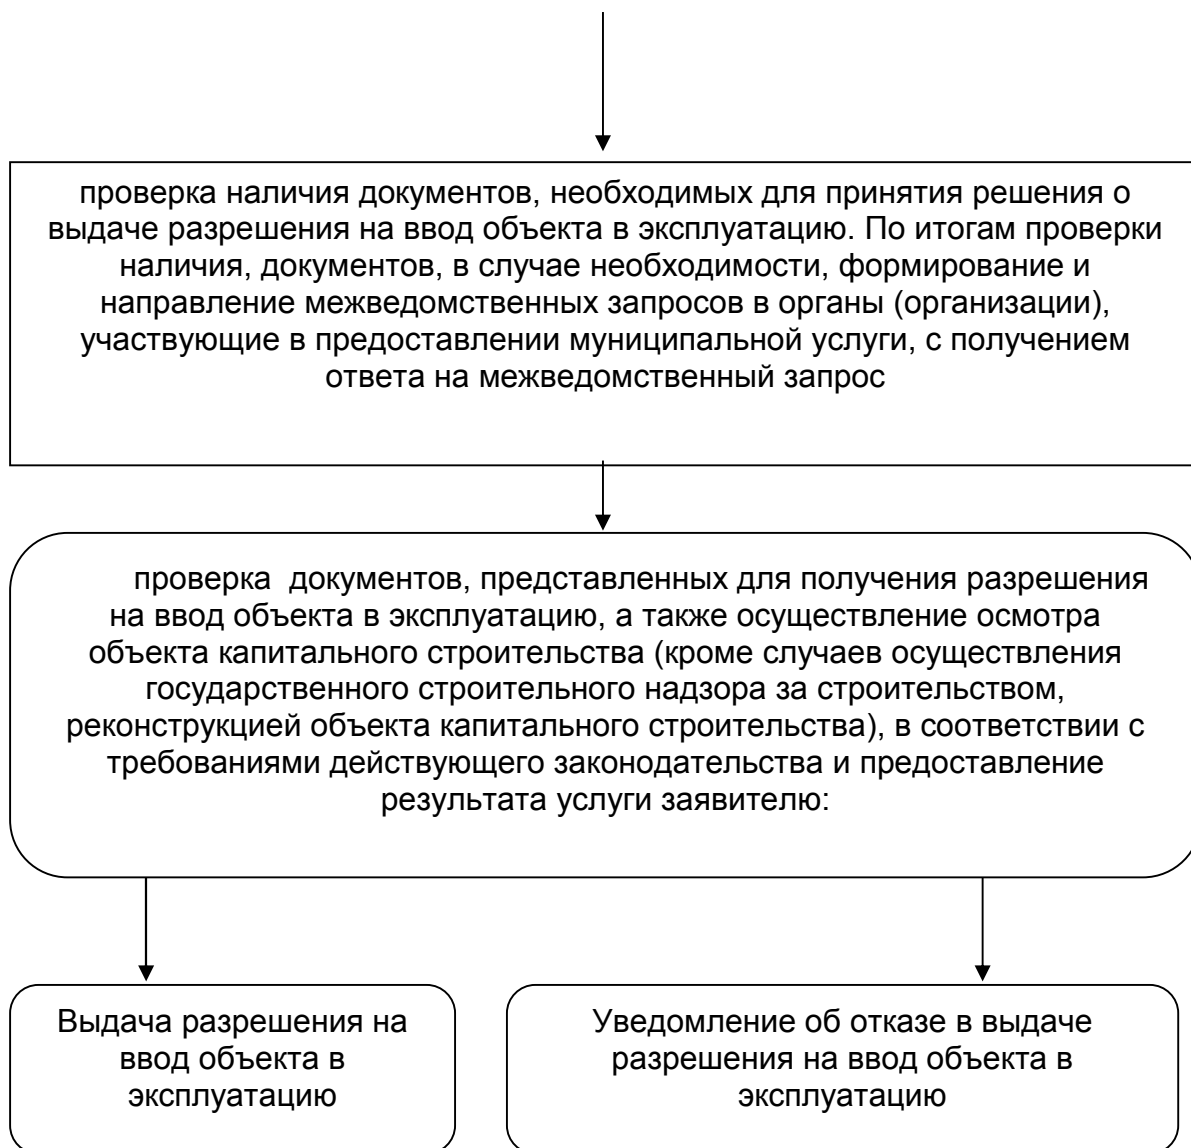 проверка наличия документов, необходимых для принятия решения о
выдаче разрешения на ввод объекта в эксплуатацию. По итогам проверки
наличия, документов, в случае необходимости, формирование и
направление межведомственных запросов в органы (организации),
участвующие в предоставлении муниципальной услуги, с получением
ответа на межведомственный запрос
проверка  документов, представленных для получения разрешения
на ввод объекта в эксплуатацию, а также осуществление осмотра
объекта капитального строительства (кроме случаев осуществления
государственного строительного надзора за строительством,
реконструкцией объекта капитального строительства), в соответствии с
требованиями действующего законодательства и предоставление
результата услуги заявителю:
Выдача разрешения на
ввод объекта в
эксплуатацию
Уведомление об отказе в выдаче
разрешения на ввод объекта в
эксплуатацию